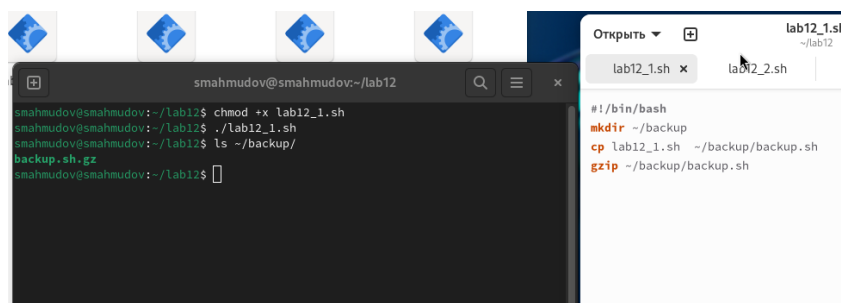 smahmudov@smahmudov:~/lab12
smahmudov@smahmudov:~/lab12$ chmod +x lab12_1.sh
smahmudov@smahmudov:~/lab12$ ./lab12_1.sh
smahmudov@smahmudov:~/lab12$ ls ~/backup/
backup.sh.gz
smahmudov@smahmudov:~/lab12$
Открыть
lab12_1.sh
~/lab12
lab12_1.sh
lab12_2.sh
#!/bin/bash
mkdir ~/backup
cp lab12_1.sh  ~/backup/backup.sh
gzip ~/backup/backup.sh